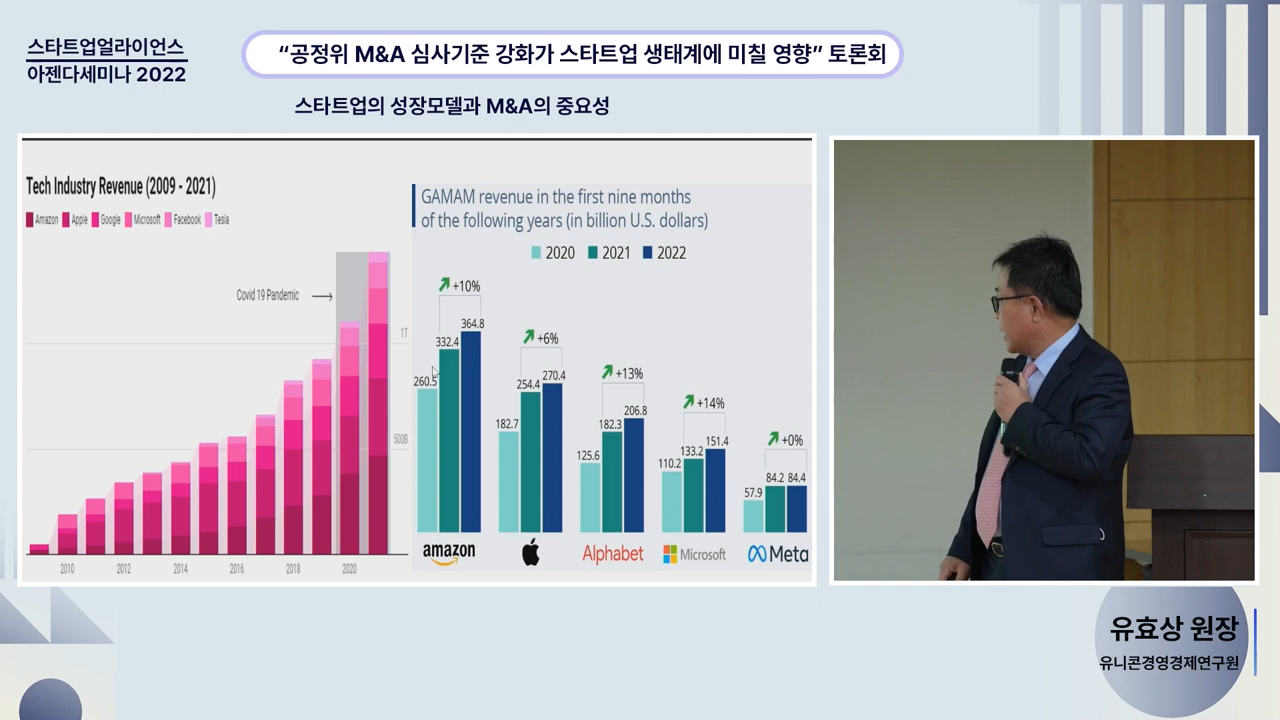 스타트업얼라이언스
아젠다세미나 2022
“공정위 M&A 심사기준 강화가 스타트업 생태계에 미칠 영향” 토론회
스타트업의 성장모델과 M&A의 중요성
Tech Industry Revenue (2009 - 2021)
Amazon Apple Google Microsoft Facebook Tesla
Covid 19 Pandemic
1T
500B
2010 2012 2014 2016 2018 2020
GAMAM revenue in the first nine months
of the following years (in billion U.S. dollars)
2020 2021 2022
+10%
260.5 332.4 364.8
+6%
182.7 254.4 270.4
+13%
125.6 182.3 206.8
+14%
110.2 133.2 151.4
+0%
57.9 84.2 84.4
amazon Alphabet Microsoft Meta
유효상 원장
유니콘경영경제연구원